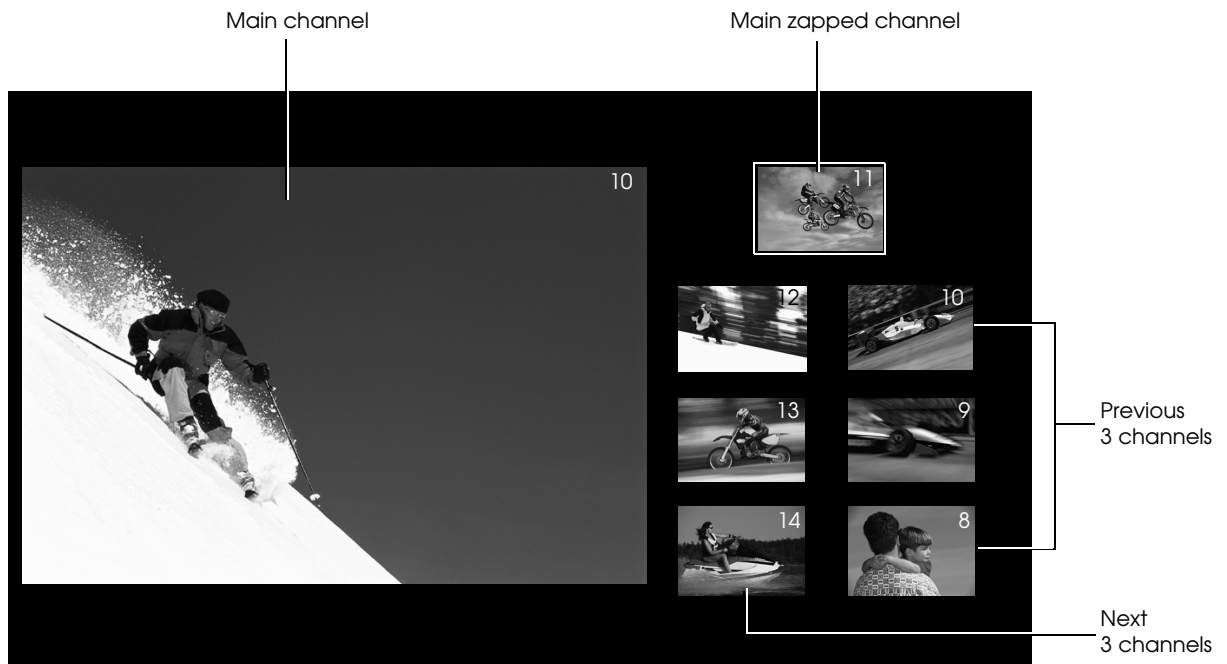 Main channel
Main zapped channel
10
11
12
10
13
9
14
8
Previous
3 channels
Next
3 channels